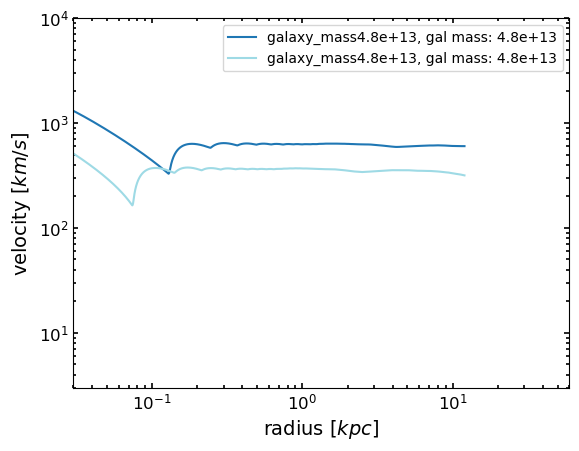 10^4
10^3
10^2
10^1
velocity [km/s]
galaxy_mass4.8e+13, gal mass: 4.8e+13
galaxy_mass4.8e+13, gal mass: 4.8e+13
10^−1 10^0 10^1
radius [kpc]